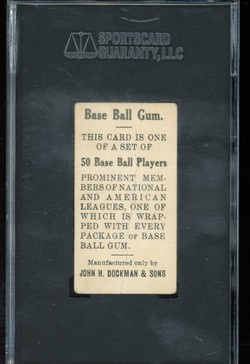 SPORTSCARD
GUARANTY, LLC
Base Ball Gum.
THIS CARD IS ONE
OF A SET OF
50 Base Ball Players
PROMINENT MEM-
BERS OF NATIONAL
AND AMERICAN
LEAGUES, ONE OF
WHICH IS WRAP-
PED WITH EVERY
PACKAGE OF BASE
BALL GUM.
Manufactured only by
JOHN H. DOCKMAN & SONS